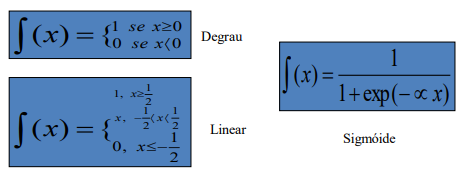 ∫(x) = {1 se x≥0
0 se x⟨0
Degrau
∫(x) = {1, x≥1/2
x, -1/2⟨x⟨1/2
0, x≤-1/2
Linear
∫(x) = 1/1+exp(-∝ x)
Sigmóide